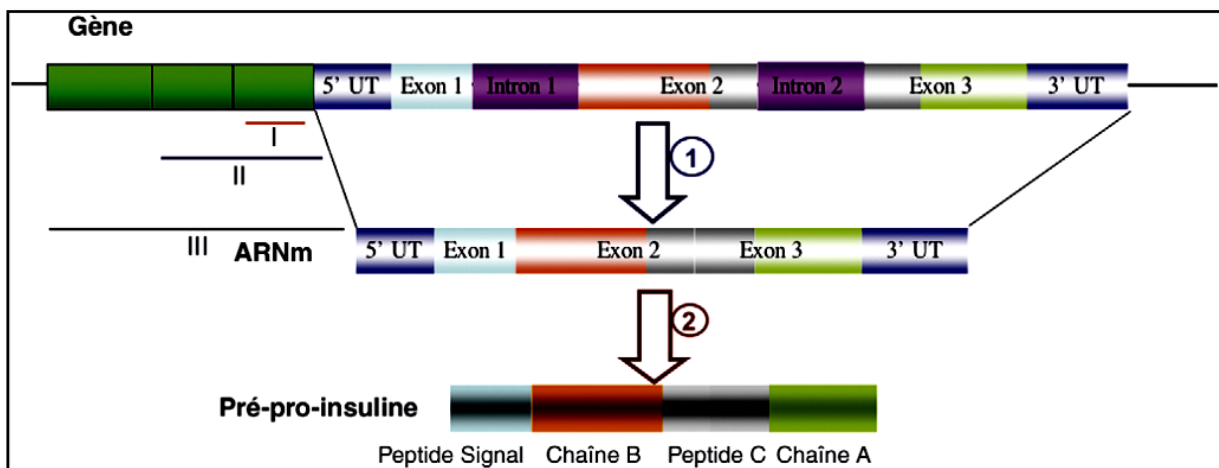 Gène
5' UT Exon 1 Intron 1 Exon 2 Intron 2 Exon 3 3' UT
I
1
II
III
ARNm
5' UT Exon 1 Exon 2 Exon 3 3' UT
2
Pré-pro-insuline
Peptide Signal Chaîne B Peptide C Chaîne A